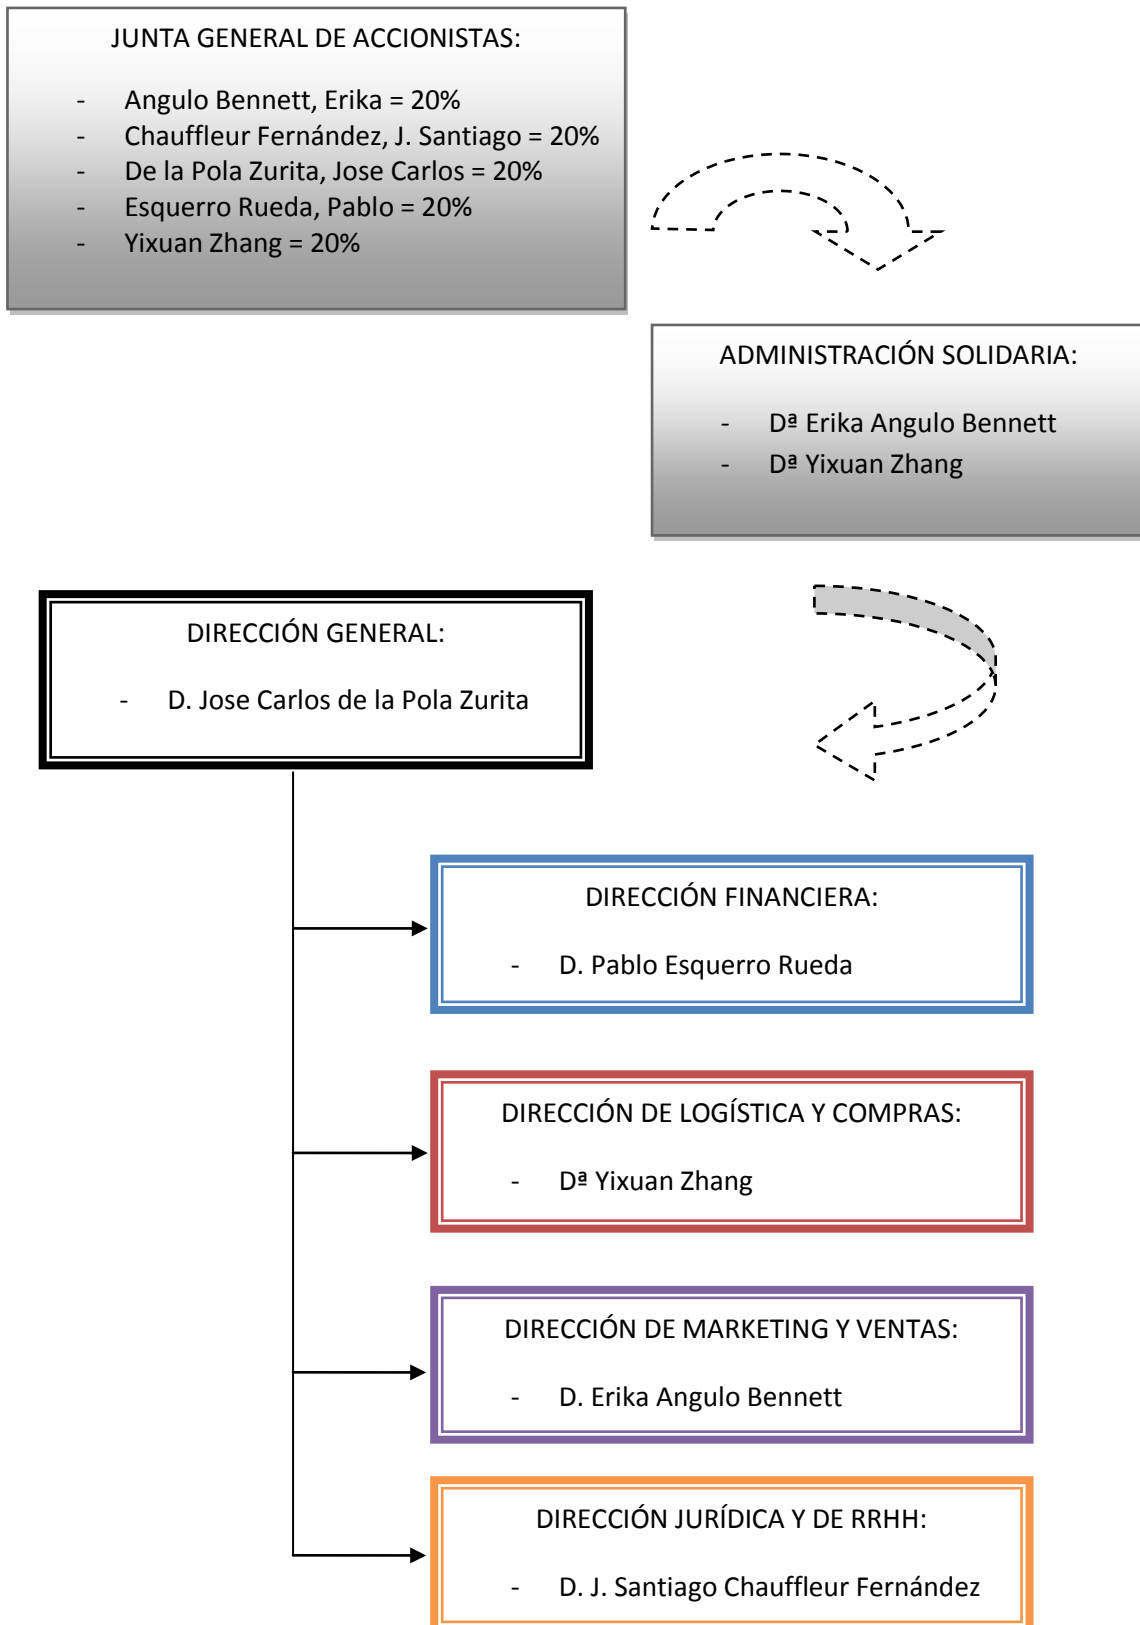 JUNTA GENERAL DE ACCIONISTAS:
- Angulo Bennett, Erika = 20%
- Chauffleur Fernández, J. Santiago = 20%
- De la Pola Zurita, Jose Carlos = 20%
- Esquerro Rueda, Pablo = 20%
- Yixuan Zhang = 20%
ADMINISTRACIÓN SOLIDARIA:
- Dª Erika Angulo Bennett
- Dª Yixuan Zhang
DIRECCIÓN GENERAL:
- D. Jose Carlos de la Pola Zurita
DIRECCIÓN FINANCIERA:
- D. Pablo Esquerro Rueda
DIRECCIÓN DE LOGÍSTICA Y COMPRAS:
- Dª Yixuan Zhang
DIRECCIÓN DE MARKETING Y VENTAS:
- D. Erika Angulo Bennett
DIRECCIÓN JURÍDICA Y DE RRHH:
- D. J. Santiago Chauffleur Fernández